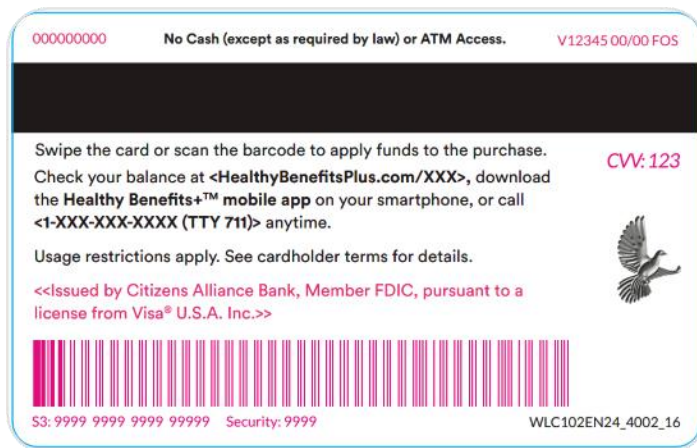 000000000 No Cash (except as required by law) or ATM Access. V12345 00/00 FOS
Swipe the card or scan the barcode to apply funds to the purchase.
CVV: 123
Check your balance at <HealthyBenefitsPlus.com/XXX>, download
the Healthy Benefits+™ mobile app on your smartphone, or call
<1-XXX-XXX-XXXX (TTY 711)> anytime.
Usage restrictions apply. See cardholder terms for details.
<<Issued by Citizens Alliance Bank, Member FDIC, pursuant to a
license from Visa® U.S.A. Inc.>>
S3: 9999 9999 9999 99999 Security: 9999 WLC102EN24_4002_16